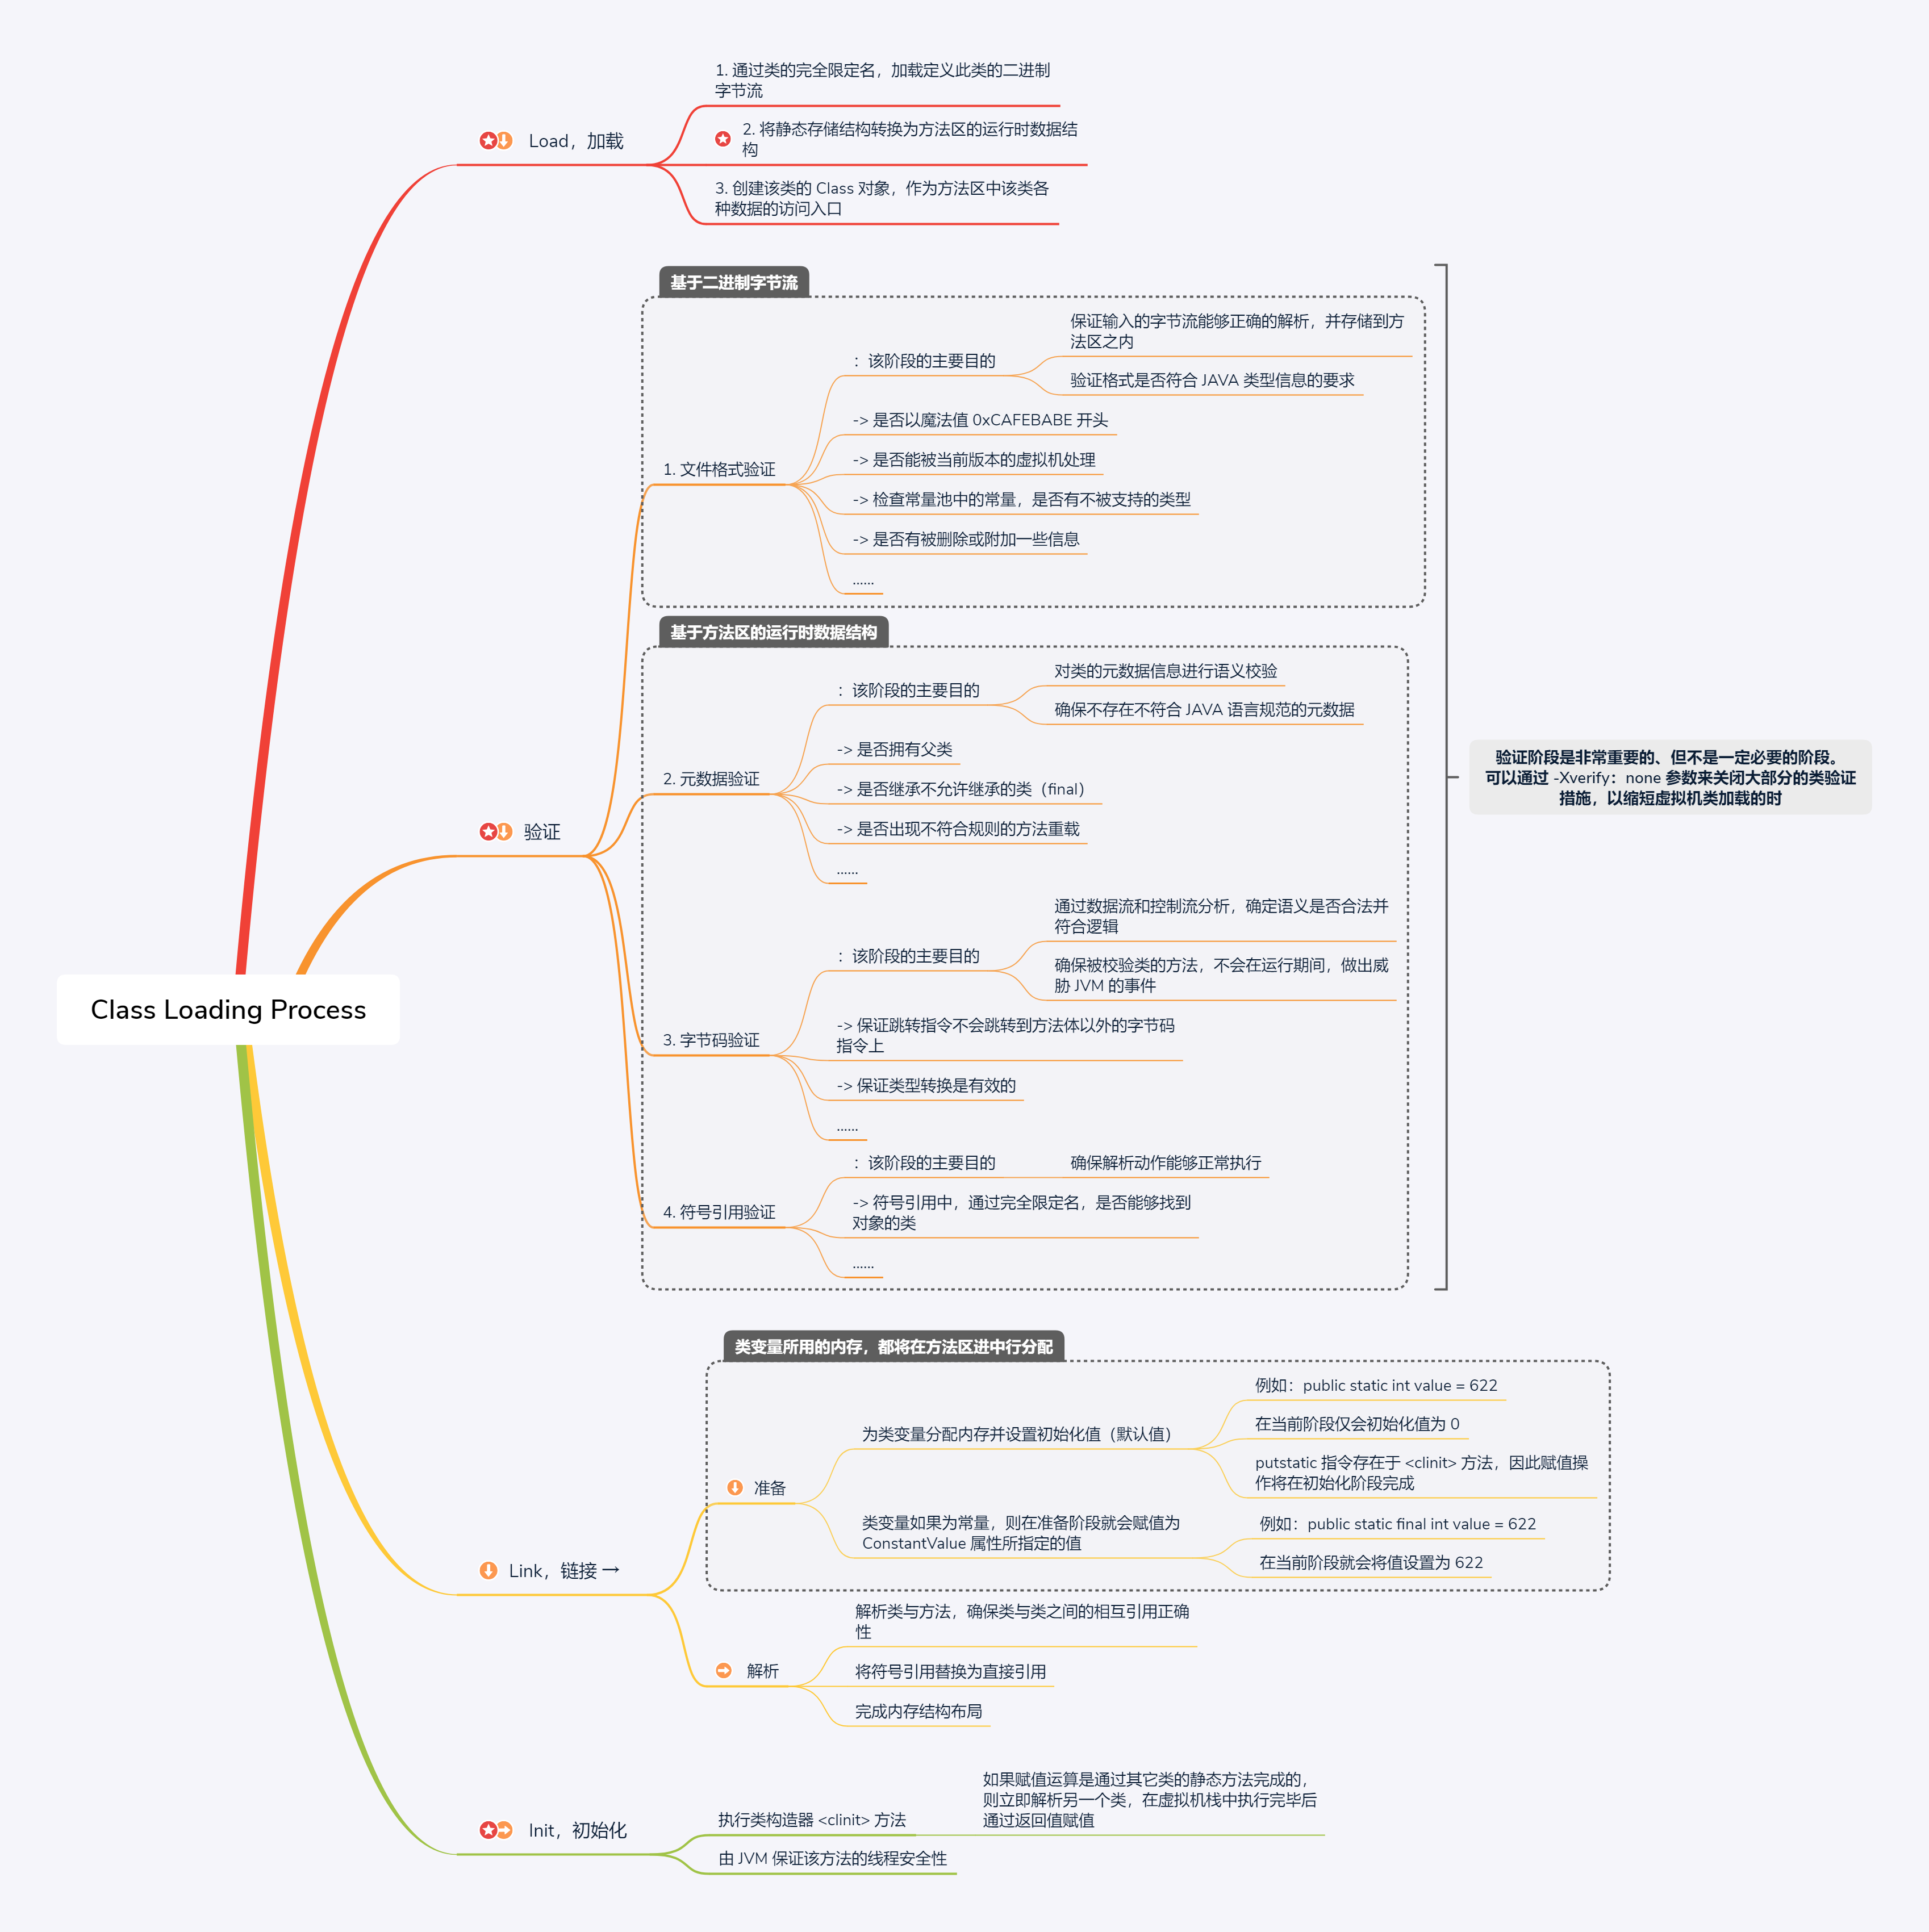 Class Loading Process
Load，加载
1. 通过类的完全限定名，加载定义此类的二进制
字节流
2. 将静态存储结构转换为方法区的运行时数据结
构
3. 创建该类的 Class 对象，作为方法区中该类各
种数据的访问入口
验证
基于二进制字节流
1. 文件格式验证
：该阶段的主要目的
保证输入的字节流能够正确的解析，并存储到方
法区之内
验证格式是否符合 JAVA 类型信息的要求
-> 是否以魔法值 0xCAFEBABE 开头
-> 是否能被当前版本的虚拟机处理
-> 检查常量池中的常量，是否有不被支持的类型
-> 是否有被删除或附加一些信息
......
基于方法区的运行时数据结构
2. 元数据验证
：该阶段的主要目的
对类的元数据信息进行语义校验
确保不存在不符合 JAVA 语言规范的元数据
-> 是否拥有父类
-> 是否继承不允许继承的类（final）
-> 是否出现不符合规则的方法重载
......
3. 字节码验证
：该阶段的主要目的
通过数据流和控制流分析，确定语义是否合法并
符合逻辑
确保被校验类的方法，不会在运行期间，做出威
胁 JVM 的事件
-> 保证跳转指令不会跳转到方法体以外的字节码
指令上
-> 保证类型转换是有效的
......
4. 符号引用验证
：该阶段的主要目的
确保解析动作能够正常执行
-> 符号引用中，通过完全限定名，是否能够找到
对象的类
......
验证阶段是非常重要的、但不是一定必要的阶段。
可以通过 -Xverify：none 参数来关闭大部分的类验证
措施，以缩短虚拟机类加载的时
Link，链接 →
类变量所用的内存，都将在方法区进中行分配
准备
为类变量分配内存并设置初始化值（默认值）
例如：public static int value = 622
在当前阶段仅会初始化值为 0
putstatic 指令存在于 <clinit> 方法，因此赋值操
作将在初始化阶段完成
类变量如果为常量，则在准备阶段就会赋值为
ConstantValue 属性所指定的值
例如：public static final int value = 622
在当前阶段就会将值设置为 622
解析
解析类与方法，确保类与类之间的相互引用正确
性
将符号引用替换为直接引用
完成内存结构布局
Init，初始化
执行类构造器 <clinit> 方法
如果赋值运算是通过其它类的静态方法完成的，
则立即解析另一个类，在虚拟机栈中执行完毕后
通过返回值赋值
由 JVM 保证该方法的线程安全性